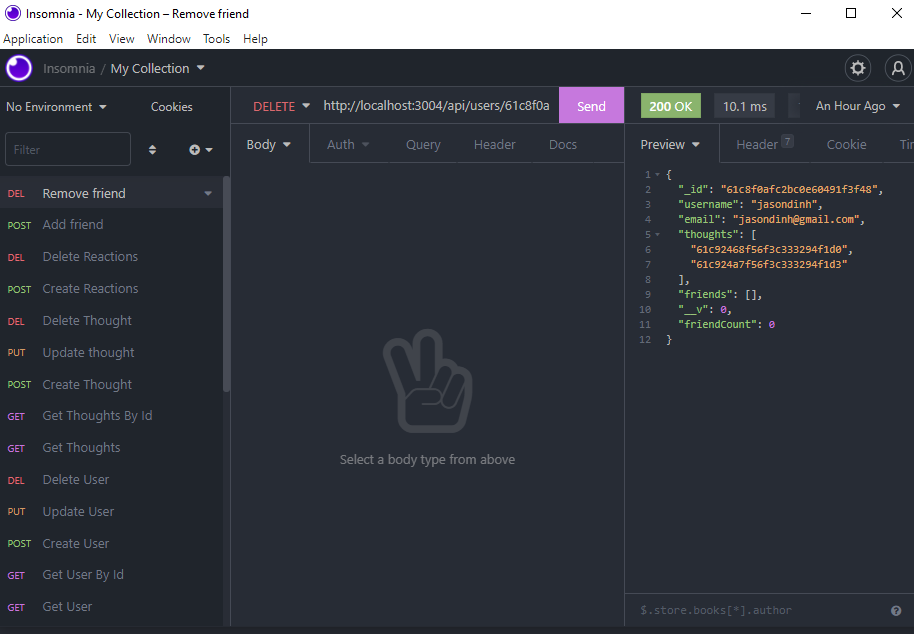 Insomnia - My Collection – Remove friend
Application Edit View Window Tools Help
Insomnia / My Collection
No Environment Cookies
Filter
DEL Remove friend
POST Add friend
DEL Delete Reactions
POST Create Reactions
DEL Delete Thought
PUT Update thought
POST Create Thought
GET Get Thoughts By Id
GET Get Thoughts
DEL Delete User
PUT Update User
POST Create User
GET Get User By Id
GET Get User
DELETE http://localhost:3004/api/users/61c8f0a Send
Body Auth Query Header Docs
Select a body type from above
200 OK 10.1 ms An Hour Ago
Preview Header 7 Cookie Tir
1 {
2 "_id": "61c8f0afc2bc0e60491f3f48",
3 "username": "jasondinh",
4 "email": "jasondinh@gmail.com",
5 "thoughts": [
6 "61c92468f56f3c333294f1d0",
7 "61c924a7f56f3c333294f1d3"
8 ],
9 "friends": [],
10 "__v": 0,
11 "friendCount": 0
12 }
$.store.books[*].author